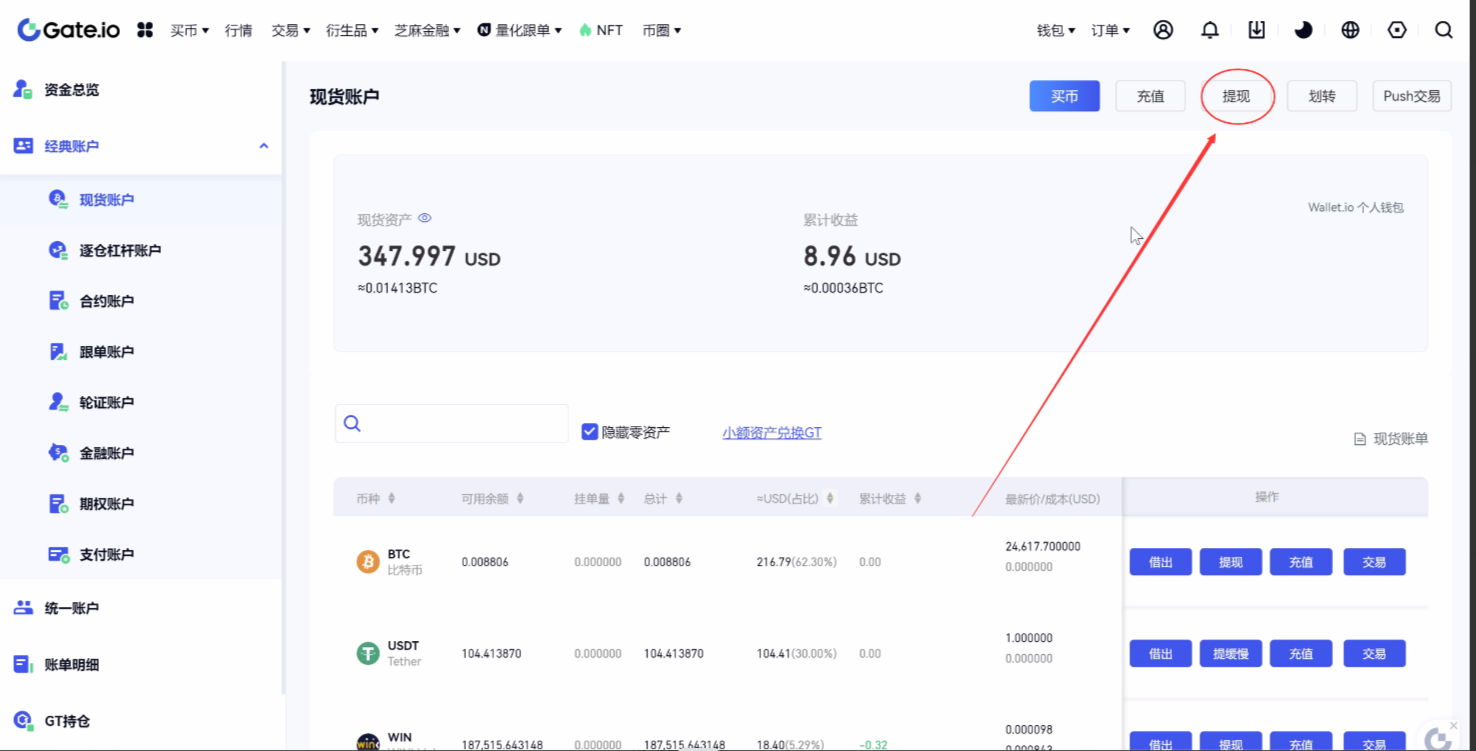 Gate.io 买币 行情 交易 衍生品 芝麻金融 量化跟单 NFT 币圈 钱包 订单
资金总览
经典账户
现货账户
逐仓杠杆账户
合约账户
跟单账户
轮证账户
金融账户
期权账户
支付账户
统一账户
账单明细
GT持仓
现货账户 买币 充值 提现 划转 Push交易
现货资产 累计收益 Wallet.io 个人钱包
347.997 USD 8.96 USD
≈0.01413BTC ≈0.00036BTC
隐藏零资产 小额资产兑换GT 现货账单
币种 可用余额 挂单量 总计 ≈USD(占比) 累计收益 最新价/成本(USD) 操作
BTC 24,617.700000
比特币 0.008806 0.000000 0.008806 216.79(62.30%) 0.00 0.000000 借出 提现 充值 交易
USDT 1.000000
Tether 104.413870 0.000000 104.413870 104.41(30.00%) 0.00 0.000000 借出 提缓慢 充值 交易
WIN 0.000098
187,515.643148 0.000000 187,515.643148 18.40(5.29%) -0.32 借出 提现 充值 交易